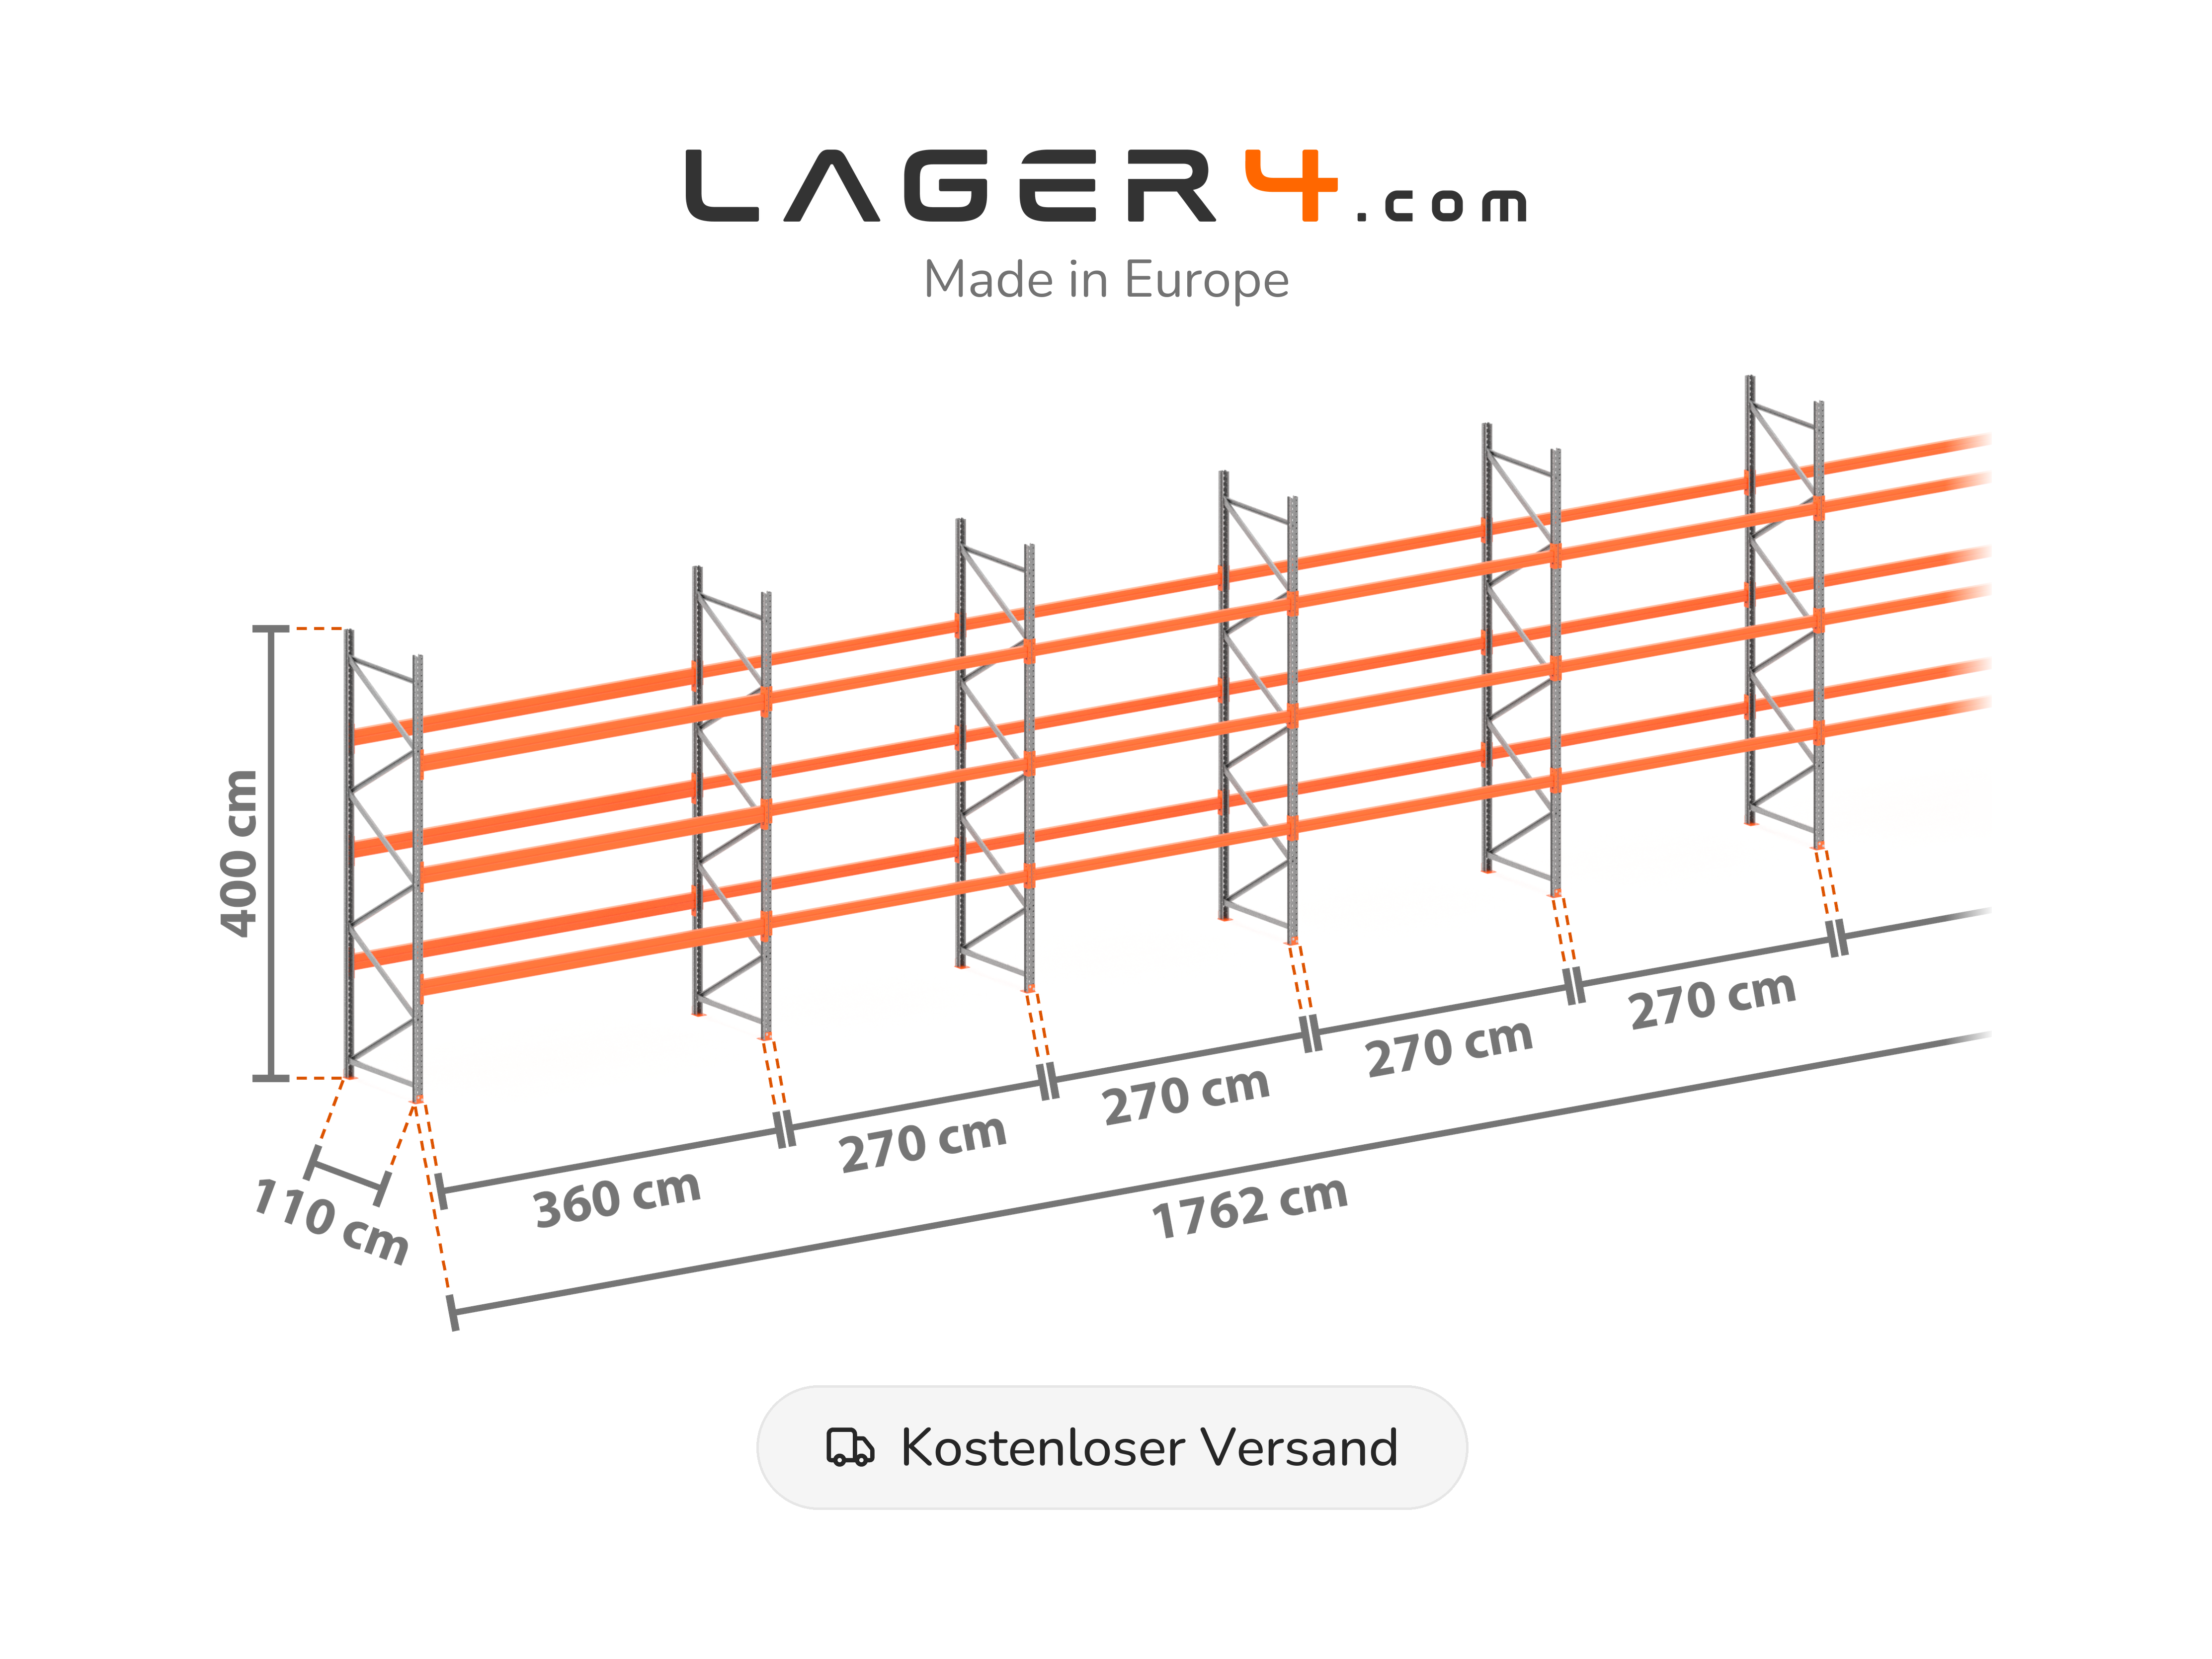 LAGER4.com
Made in Europe
400 cm
110 cm
360 cm
270 cm
270 cm
270 cm
270 cm
1762 cm
Kostenloser Versand